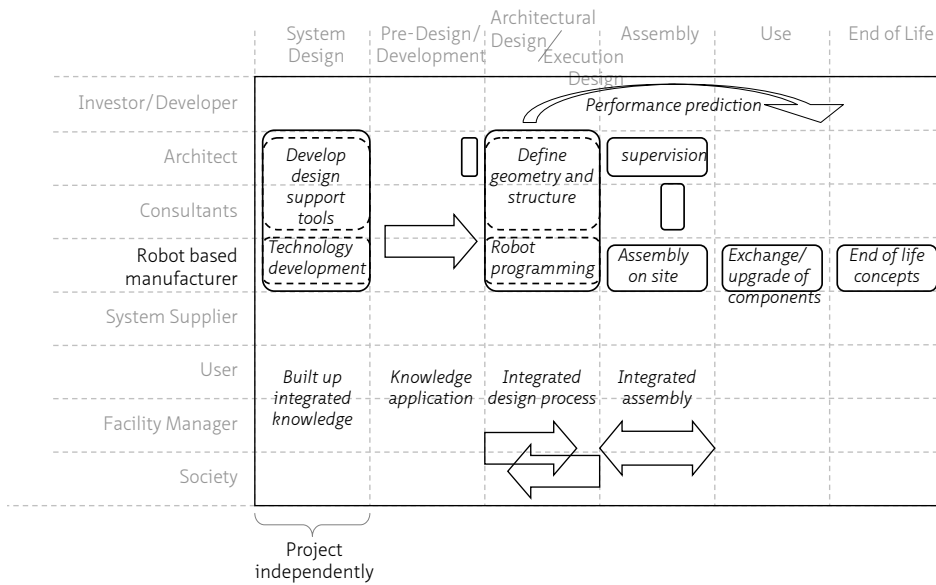 System
Design
Pre-Design/
Development
Architectural
Design
/
Execution
Design
Assembly
Use
End of Life
Investor/Developer
Performance prediction
Architect
Develop
design
support
tools
Define
geometry and
structure
supervision
Consultants
Robot based
manufacturer
Technology
development
Robot
programming
Assembly
on site
Exchange/
upgrade of
components
End of life
concepts
System Supplier
User
Built up
integrated
knowledge
Knowledge
application
Integrated
design process
Integrated
assembly
Facility Manager
Society
Project
independently